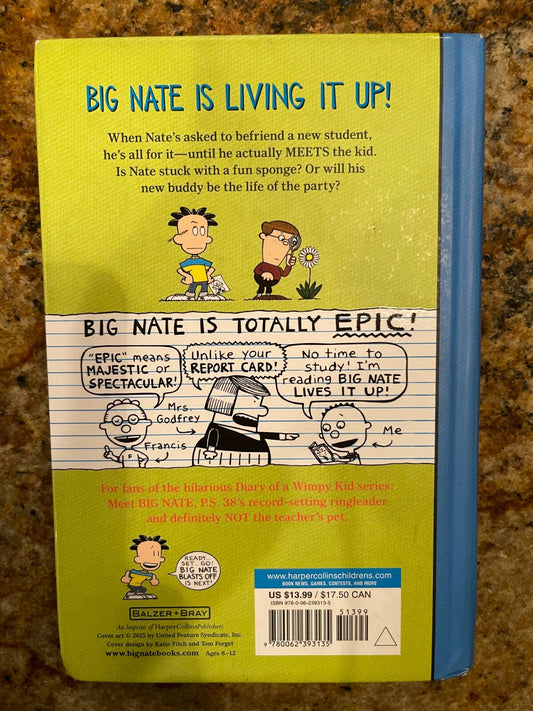 BIG NATE IS LIVING IT UP!
When Nate's asked to befriend a new student,
he's all for it—until he actually MEETS the kid.
Is Nate stuck with a fun sponge? Or will his
new buddy be the life of the party?
BIG NATE IS TOTALLY EPIC!
"EPIC" means
MAJESTIC or
SPECTACULAR!
Unlike your
REPORT CARD!
No time to
study! I'm
reading BIG NATE
LIVES IT UP!
Mrs.
Godfrey
Francis
Me
F
For fans of the hilarious Diary of a Wimpy Kid series:
Meet BIG NATE, P.S. 38's record-setting ringleader
and definitely NOT the teacher's pet.
READY...
SET... GO!
BIG NATE
BLASTS OFF
IS NEXT!
BALZER + BRAY
An Imprint of HarperCollinsPublishers
Cover art © 2015 by United Feature Syndicate, Inc.
Cover design by Katie Fitch and Tom Forget
www.bignatebooks.com Ages 8–12
www.harpercollinschildrens.com
BOOK NEWS, GAMES, CONTESTS, AND MORE
US $13.99 / $17.50 CAN
ISBN 978-0-06-239313-5
51399
9 780062 393135